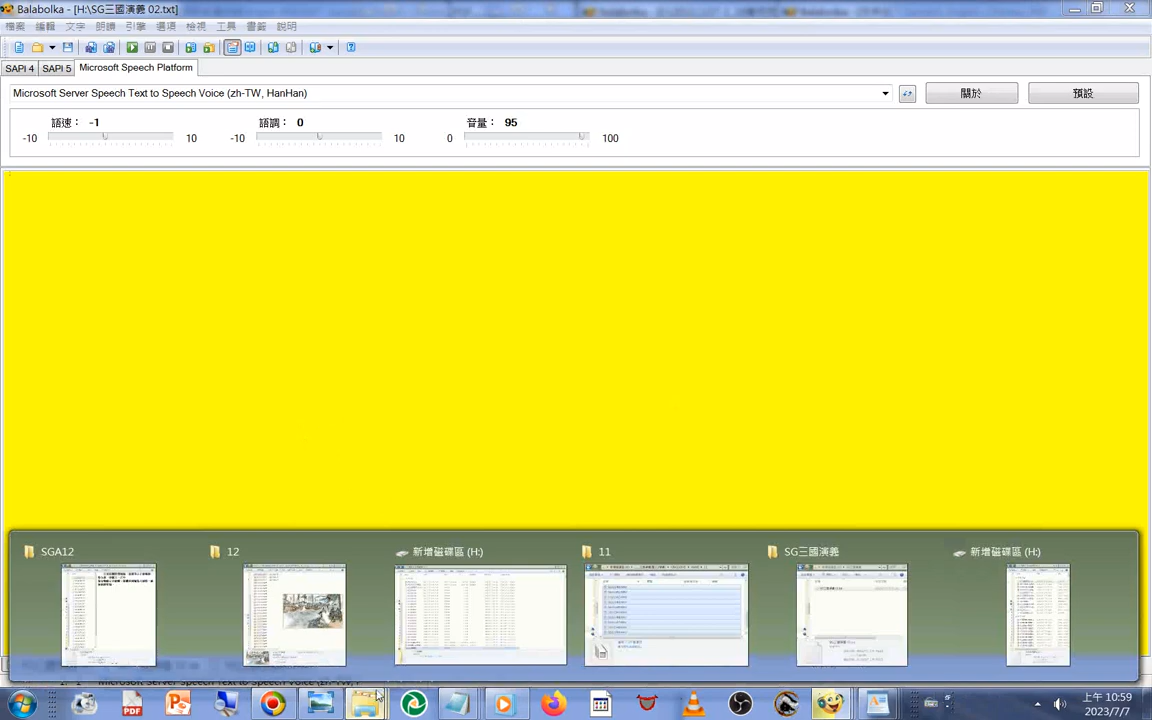 Balabolka - [H:\SG三國演義 02.txt]
檔案 編輯 文字 朗讀 引擎 選項 檢視 工具 書籤 說明
SAPI 4 SAPI 5 Microsoft Speech Platform
Microsoft Server Speech Text to Speech Voice (zh-TW, HanHan) 關於 預設
語速： -1 語調： 0 音量： 95
-10 10 -10 10 0 100
SGA12 12 新增磁碟區 (H:) 11 SG三國演義 新增磁碟區 (H:)
上午 10:59
2023/7/7